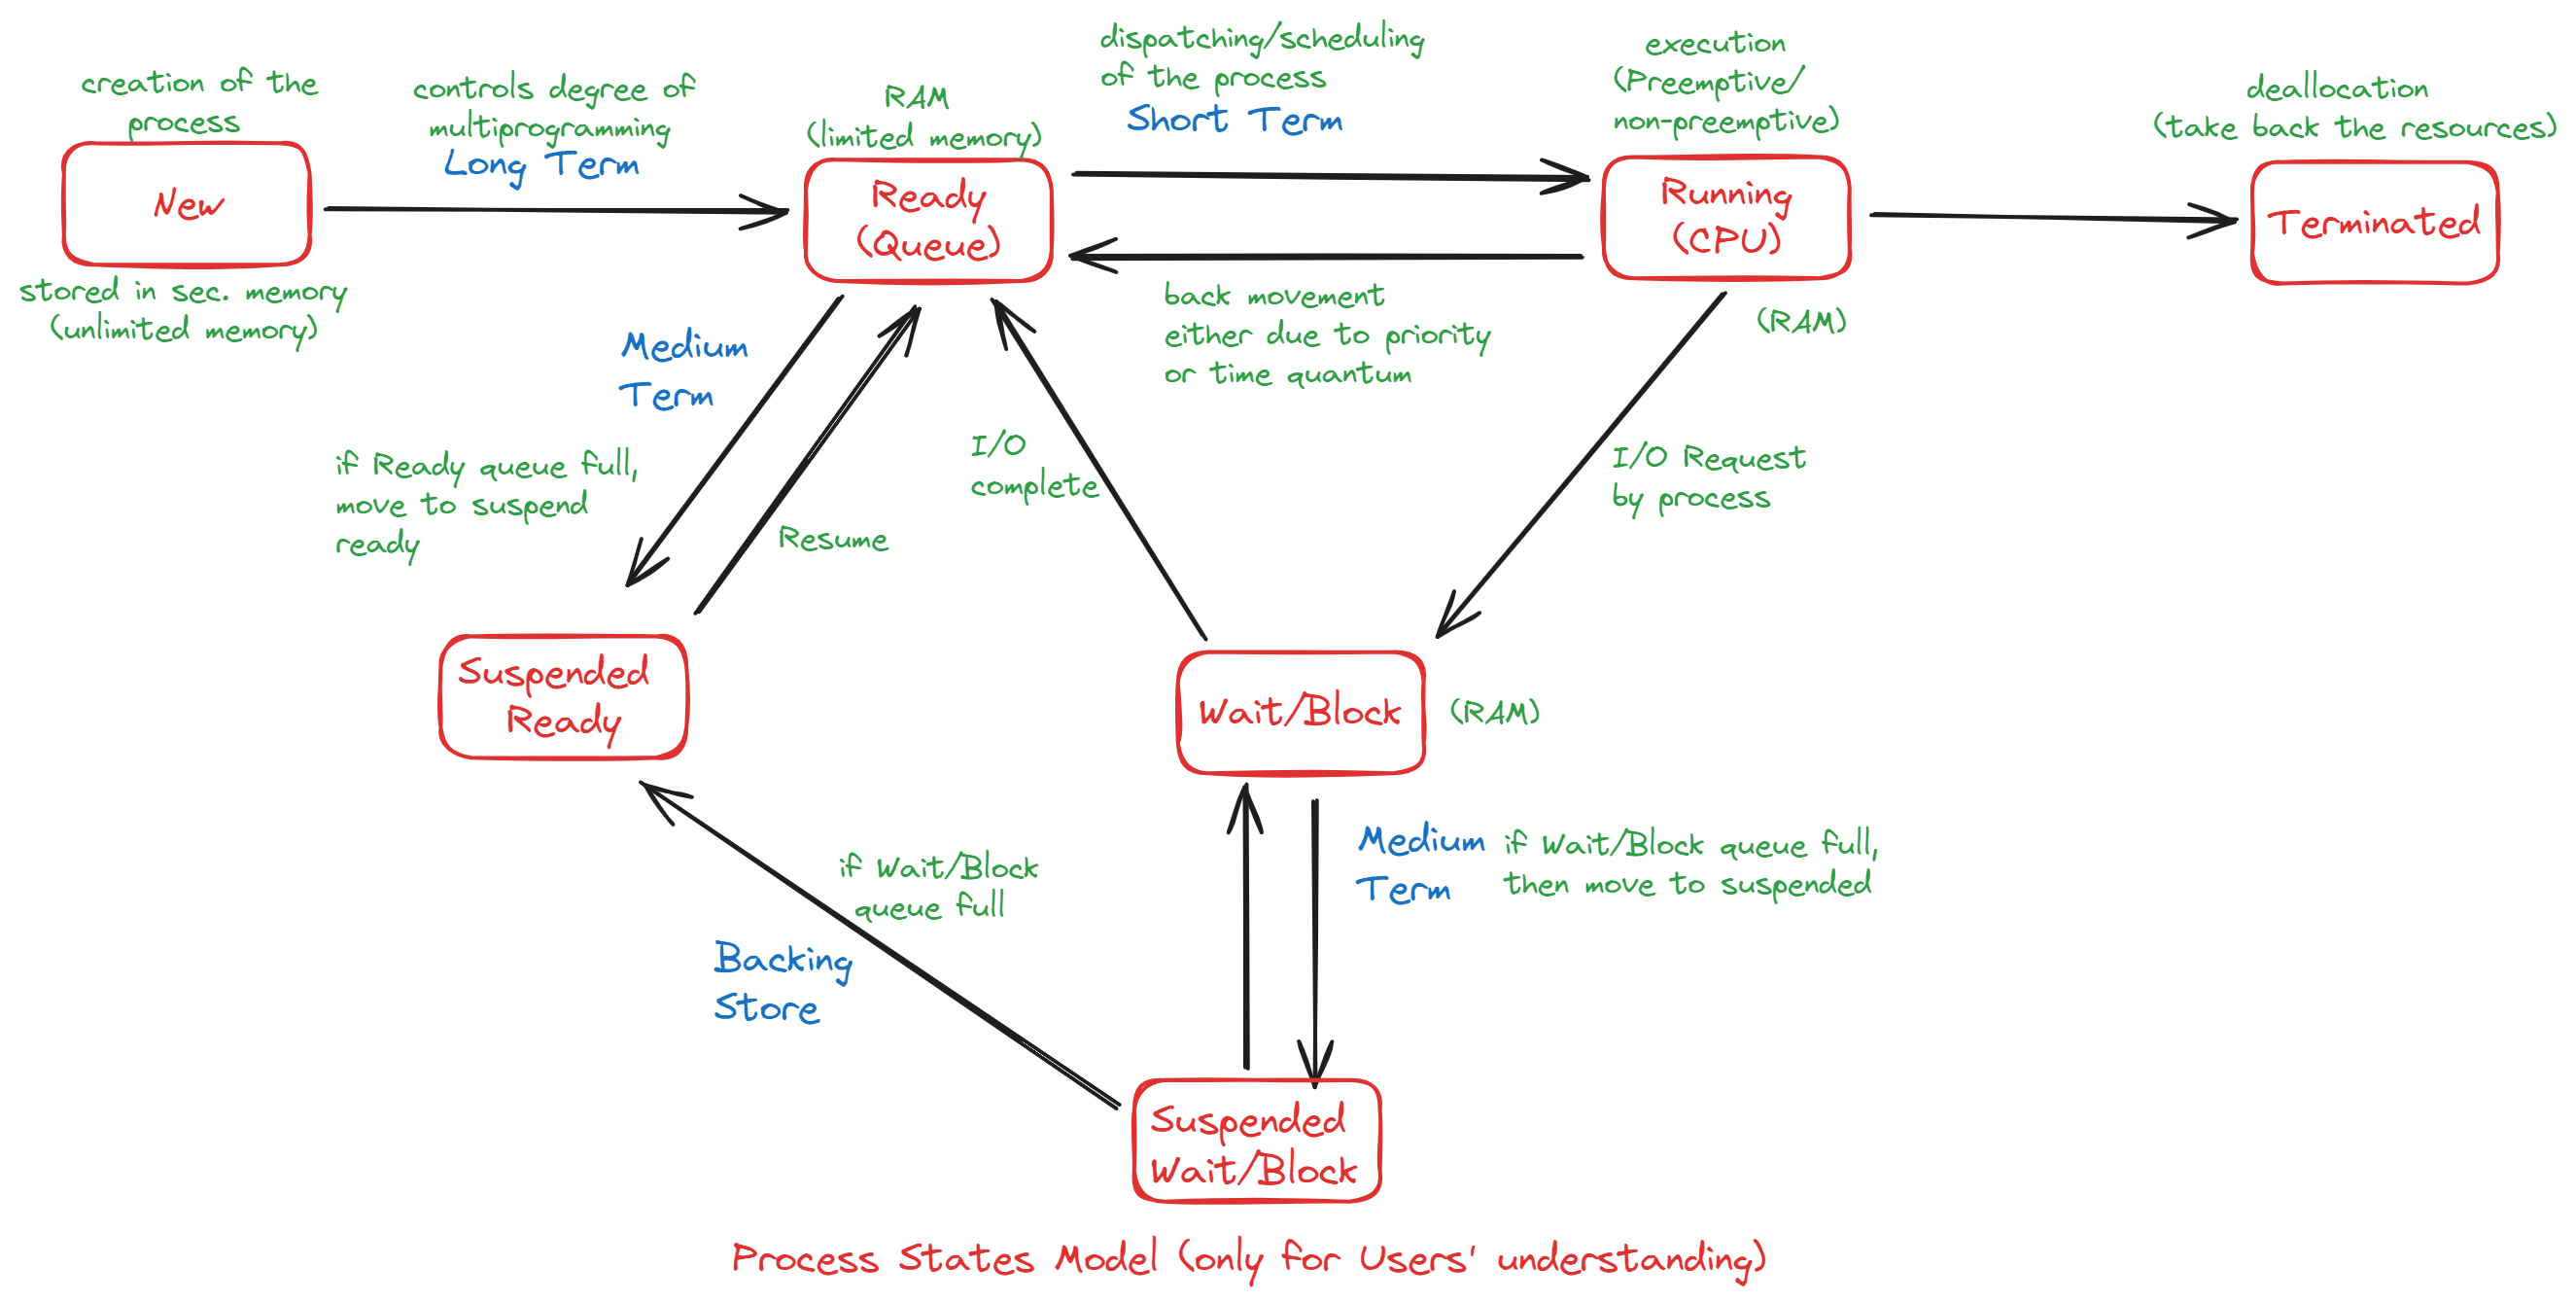 creation of the
process
New
stored in sec. memory
(unlimited memory)
controls degree of
multiprogramming
Long Term
RAM
(limited memory)
Ready
(Queue)
dispatching/scheduling
of the process
Short Term
back movement
either due to priority
or time quantum
execution
(Preemptive/
non-preemptive)
Running
(CPU)
(RAM)
deallocation
(take back the resources)
Terminated
Medium
Term
if Ready queue full,
move to suspend
ready
Resume
I/O
complete
I/O Request
by process
Suspended
Ready
Wait/Block
(RAM)
if Wait/Block
queue full
Backing
Store
Medium
Term
if Wait/Block queue full,
then move to suspended
Suspended
Wait/Block
Process States Model (only for Users' understanding)